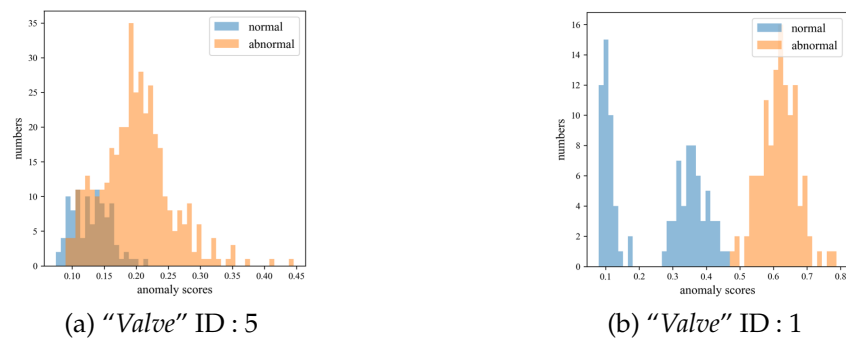 35
30
25
20
15
10
5
0
numbers
normal
abnormal
0.10 0.15 0.20 0.25 0.30 0.35 0.40 0.45
anomaly scores
(a) “Valve” ID : 5
16
14
12
10
8
6
4
2
0
numbers
normal
abnormal
0.1 0.2 0.3 0.4 0.5 0.6 0.7 0.8
anomaly scores
(b) “Valve” ID : 1